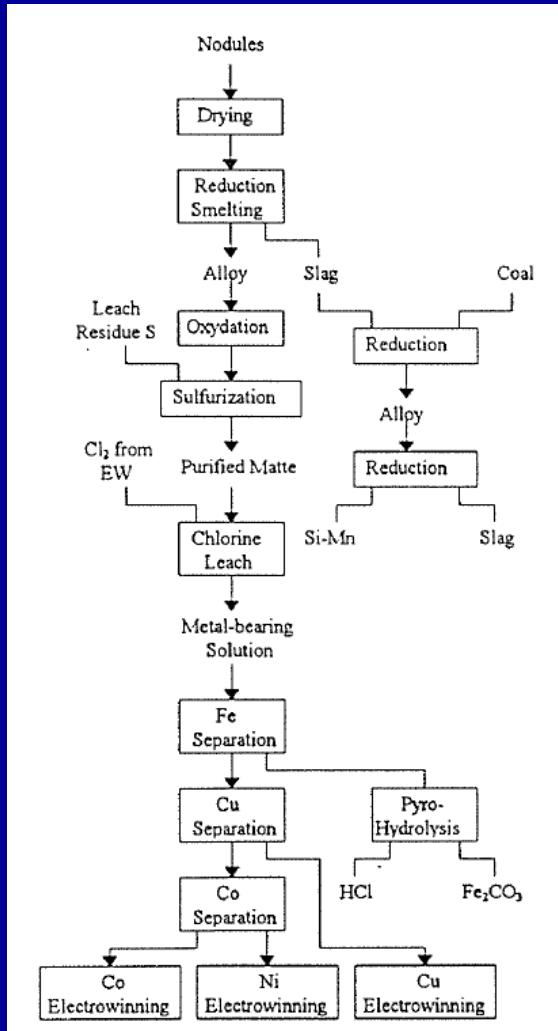 Nodules
Drying
Reduction
Smelting
Alloy
Slag
Coal
Leach
Residue S
Oxydation
Reduction
Sulfurization
Alloy
Cl₂ from
EW
Purified Matte
Reduction
Chlorine
Leach
Si-Mn
Slag
Metal-bearing
Solution
Fe
Separation
Cu
Separation
Pyro-
Hydrolysis
Co
Separation
HCl
Fe₂CO₃
Co
Electrowinning
Ni
Electrowinning
Cu
Electrowinning